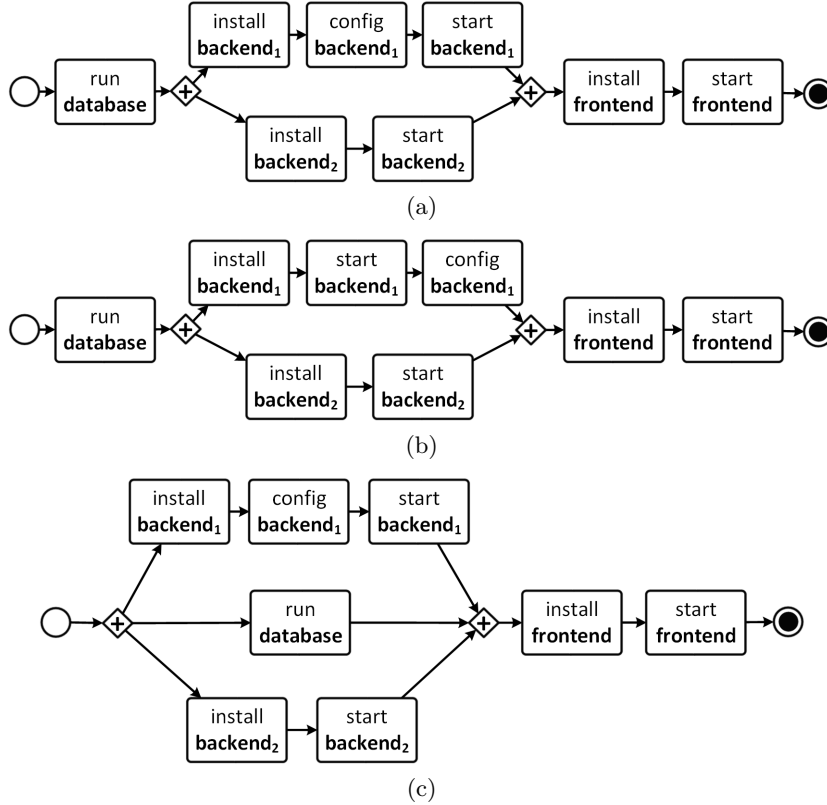 install
backend₁
config
backend₁
start
backend₁
run
database
install
frontend
start
frontend
install
backend₂
start
backend₂
(a)
install
backend₁
start
backend₁
config
backend₁
run
database
install
frontend
start
frontend
install
backend₂
start
backend₂
(b)
install
backend₁
config
backend₁
start
backend₁
run
database
install
frontend
start
frontend
install
backend₂
start
backend₂
(c)